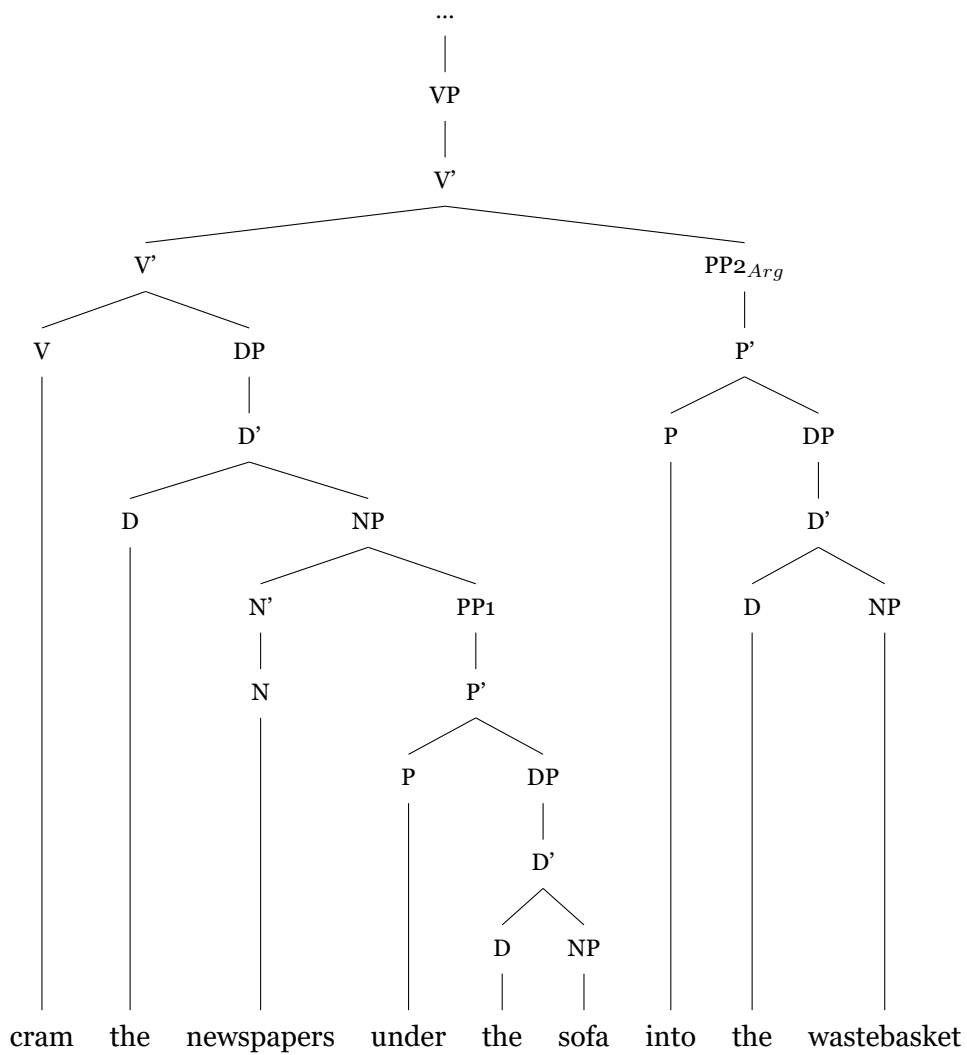 ...
VP
V'
V' PP2Arg
V DP P'
D' P DP
D NP D'
N' PP1 D NP
N P'
P DP
D'
D NP
cram the newspapers under the sofa into the wastebasket